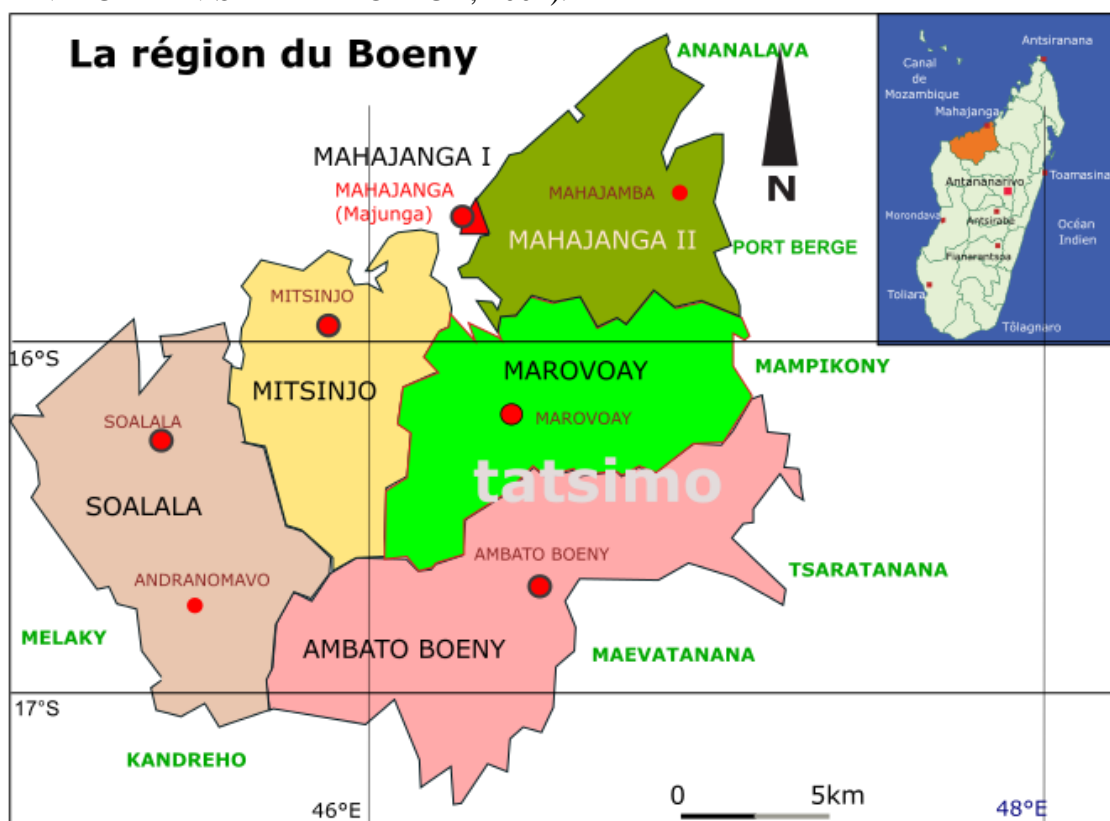 La région du Boeny
ANANALAVA
MAHAJANGA I
MAHAJANGA
(Majunga)
MAHAJAMBA
N
MAHAJANGA II
PORT BERGE
MITSINJO
16°S
MITSINJO
MAROVOAY
MAMPIKONY
SOALALA
MAROVOAY
tatsimo
SOALALA
AMBATO BOENY
TSARATANANA
ANDRANOMAVO
MELAKY
AMBATO BOENY
MAEVATANANA
17°S
KANDREHO
46°E
0
5km
48°E
Antsiranana
Canal
de
Mozambique
Mahajanga
Toamasina
Antananarivo
Morondava
Antsirabe
Océan
Indien
Toliara
Tôlagnaro